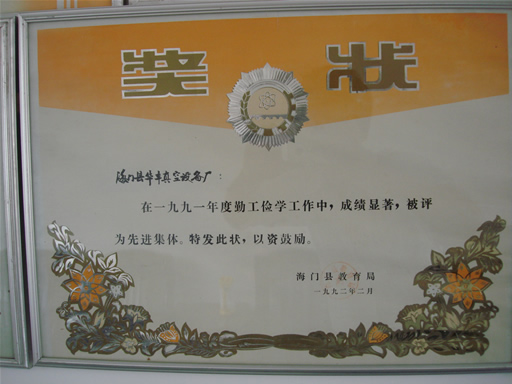 奖状
海门县华丰真空设备厂：
在一九九一年度勤工俭学工作中，成绩显著，被评
为先进集体。特发此状，以资鼓励。
海门县教育局
一九九二年二月